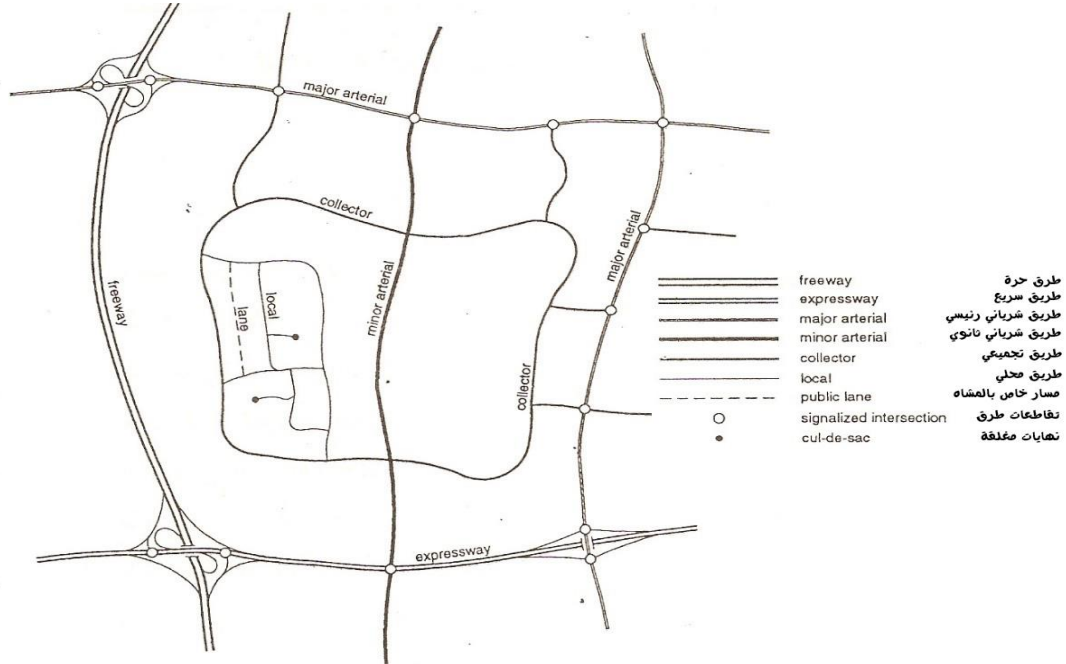 major arterial
collector
freeway
lane
local
minor arterial
major arterial
collector
expressway
freeway طرق حرة
expressway طريق سريع
major arterial طريق شرياني رئيسي
minor arterial طريق شرياني ثانوي
collector طريق تجميعي
local طريق محلي
public lane مسار خاص بالمشاه
signalized intersection تقاطعات طرق
cul-de-sac نهايات مغلقة